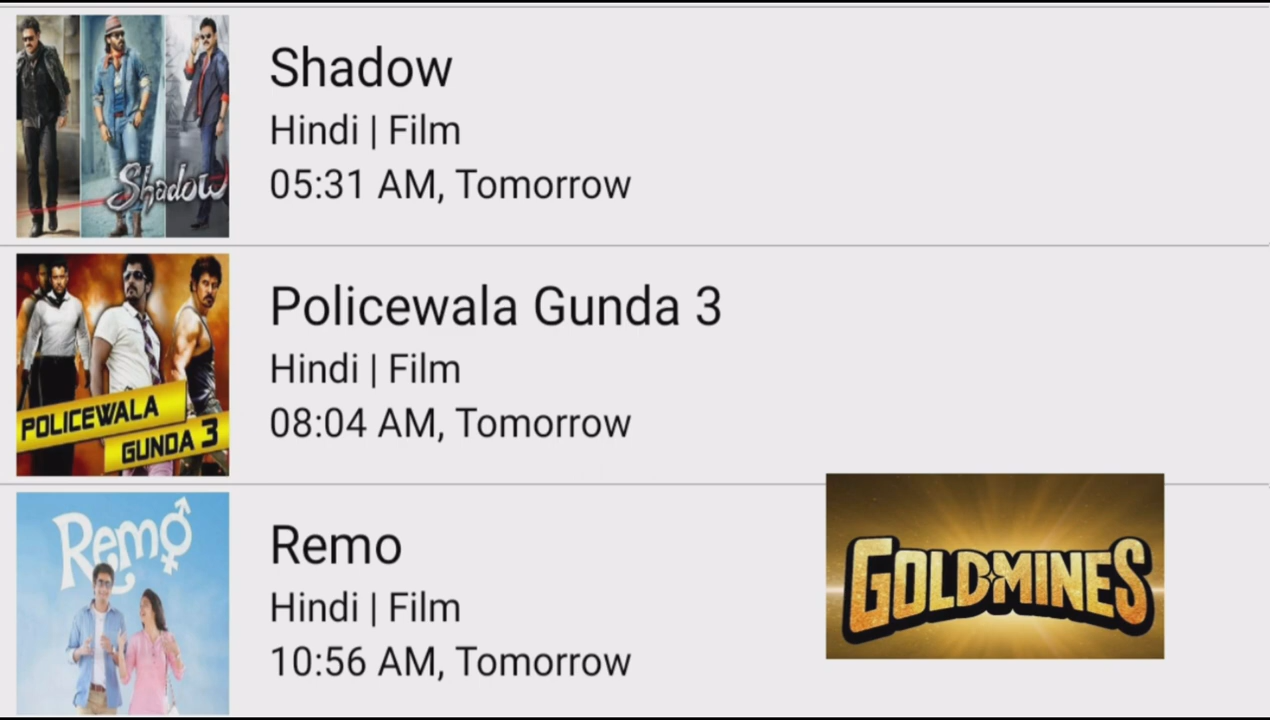 Shadow
Hindi | Film
05:31 AM, Tomorrow
Shadow
Policewala Gunda 3
Hindi | Film
08:04 AM, Tomorrow
POLICEWALA
GUNDA 3
Remo
Remo
Hindi | Film
10:56 AM, Tomorrow
GOLDMINES